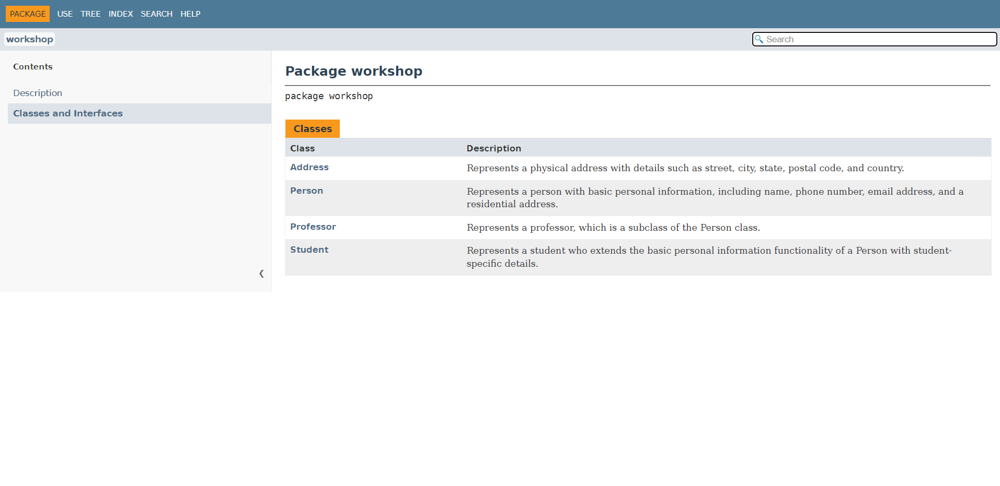 PACKAGE USE TREE INDEX SEARCH HELP
workshop
Search
Contents
Description
Classes and Interfaces
Package workshop
package workshop
Classes
Class Description
Address Represents a physical address with details such as street, city, state, postal code, and country.
Person Represents a person with basic personal information, including name, phone number, email address, and a
residential address.
Professor Represents a professor, which is a subclass of the Person class.
Student Represents a student who extends the basic personal information functionality of a Person with student-
specific details.